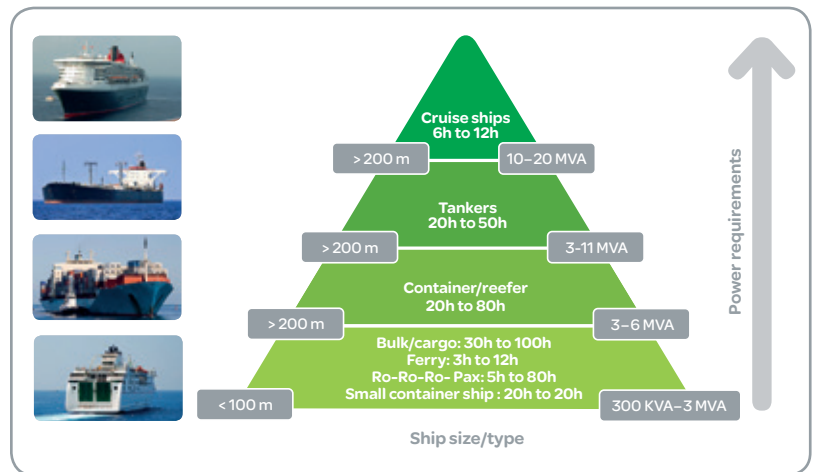 Cruise ships
6h to 12h
> 200 m
10–20 MVA
Tankers
20h to 50h
> 200 m
3-11 MVA
Container/reefer
20h to 80h
> 200 m
3–6 MVA
Bulk/cargo: 30h to 100h
Ferry: 3h to 12h
Ro-Ro-Ro- Pax: 5h to 80h
Small container ship : 20h to 20h
< 100 m
300 KVA–3 MVA
Ship size/type
Power requirements